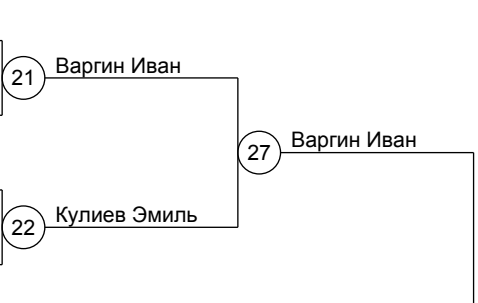 21 Варгин Иван
27 Варгин Иван
22 Кулиев Эмиль